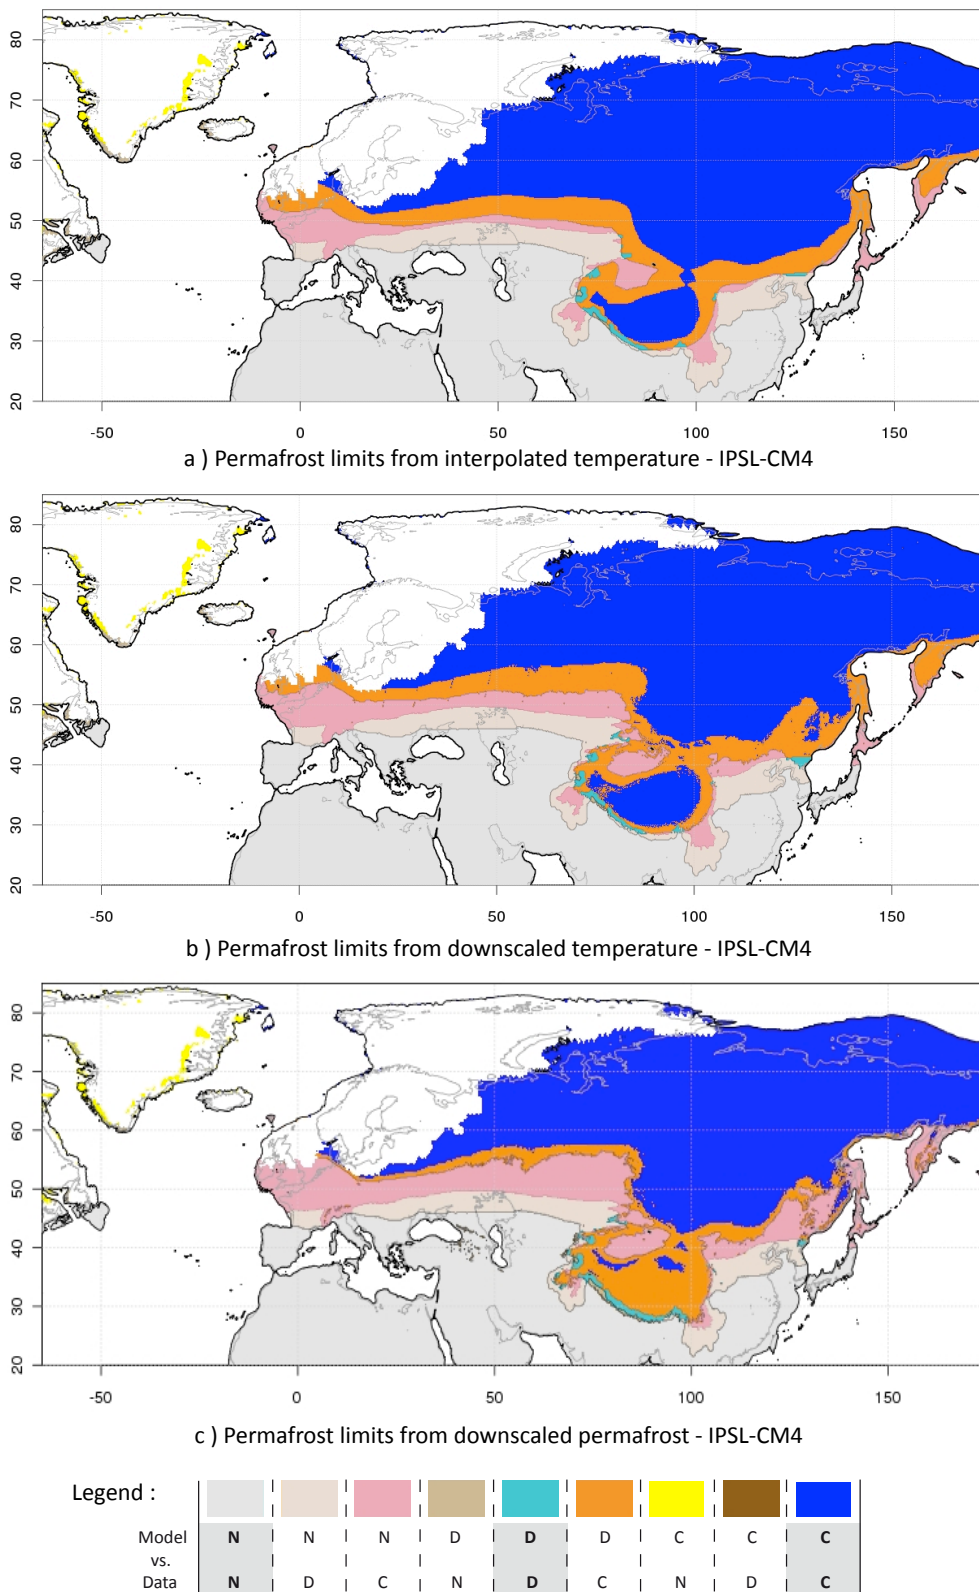 80
70
60
50
40
30
20
-50 0 50 100 150
a ) Permafrost limits from interpolated temperature - IPSL-CM4
80
70
60
50
40
30
20
-50 0 50 100 150
b ) Permafrost limits from downscaled temperature - IPSL-CM4
80
70
60
50
40
30
20
-50 0 50 100 150
c ) Permafrost limits from downscaled permafrost - IPSL-CM4
Legend :
Model N N N D D D C C C
vs.
Data N D C N D C N D C